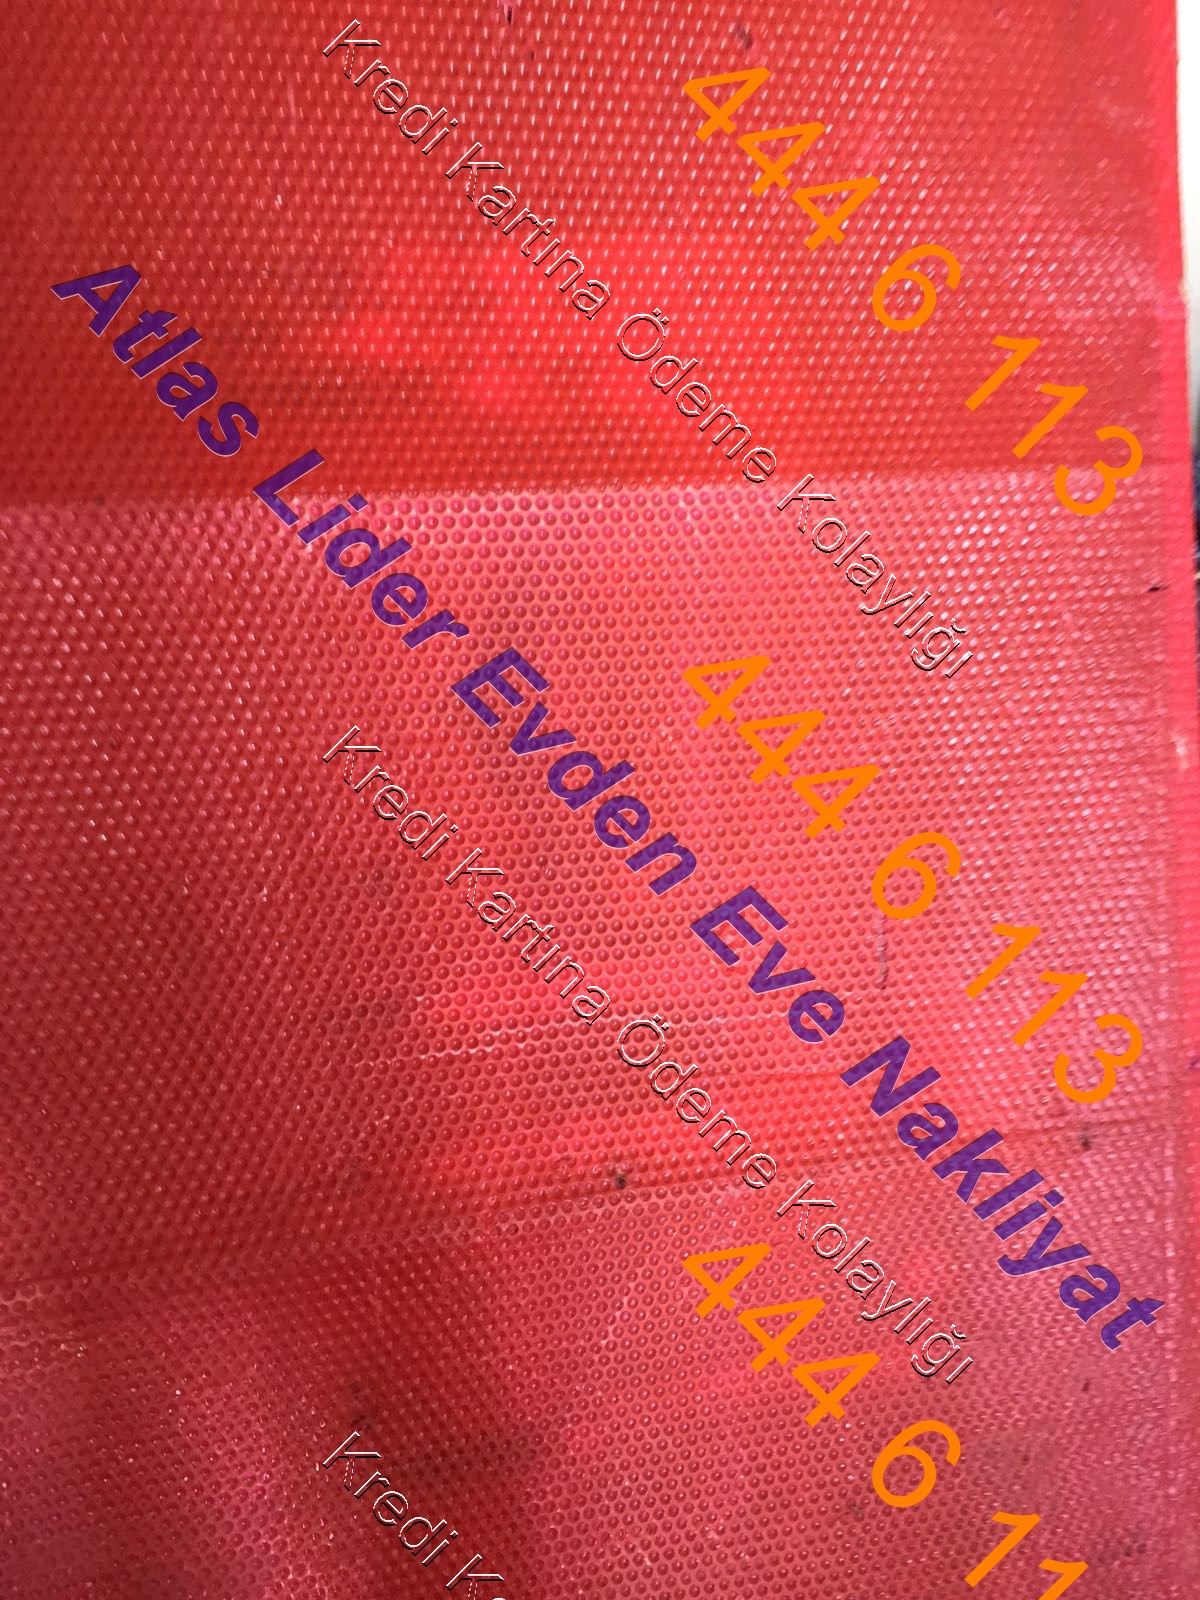 Kredi Kartına Ödeme Kolaylığı
444 6 113
Atlas Lider Evden Eve Nakliyat
444 6 113
Kredi Kartına Ödeme Kolaylığı
444 6 11
Kredi